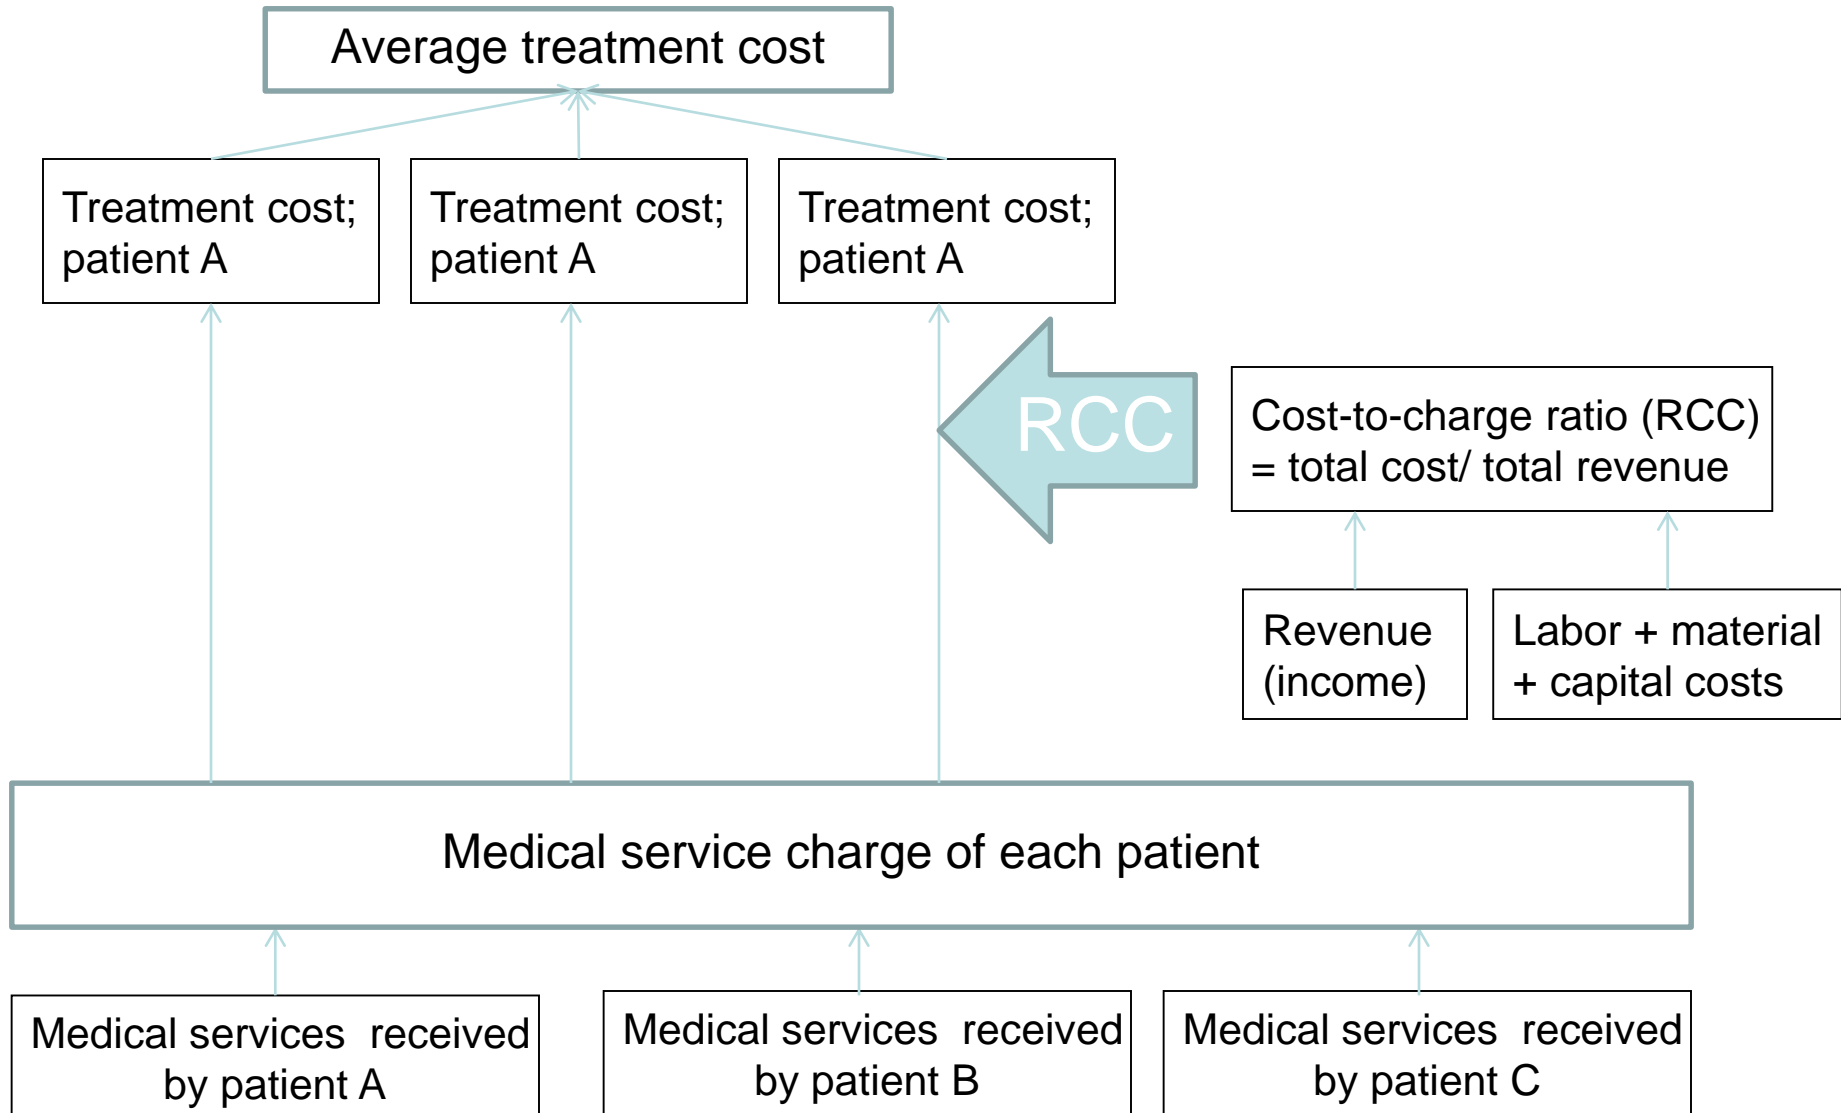 Average treatment cost
Treatment cost;
patient A
Treatment cost;
patient A
Treatment cost;
patient A
RCC
Cost-to-charge ratio (RCC)
= total cost/ total revenue
Revenue
(income)
Labor + material
+ capital costs
Medical service charge of each patient
Medical services  received
by patient A
Medical services  received
by patient B
Medical services  received
by patient C